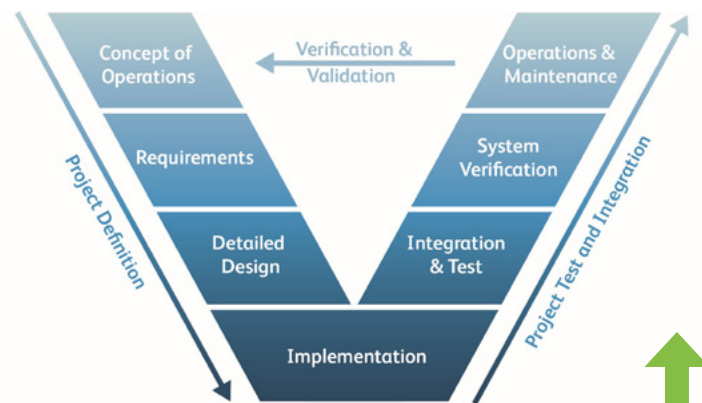 Concept of
Operations
Verification &
Validation
Operations &
Maintenance
Requirements
System
Verification
Project Definition
Detailed
Design
Integration
& Test
Project Test and Integration
Implementation